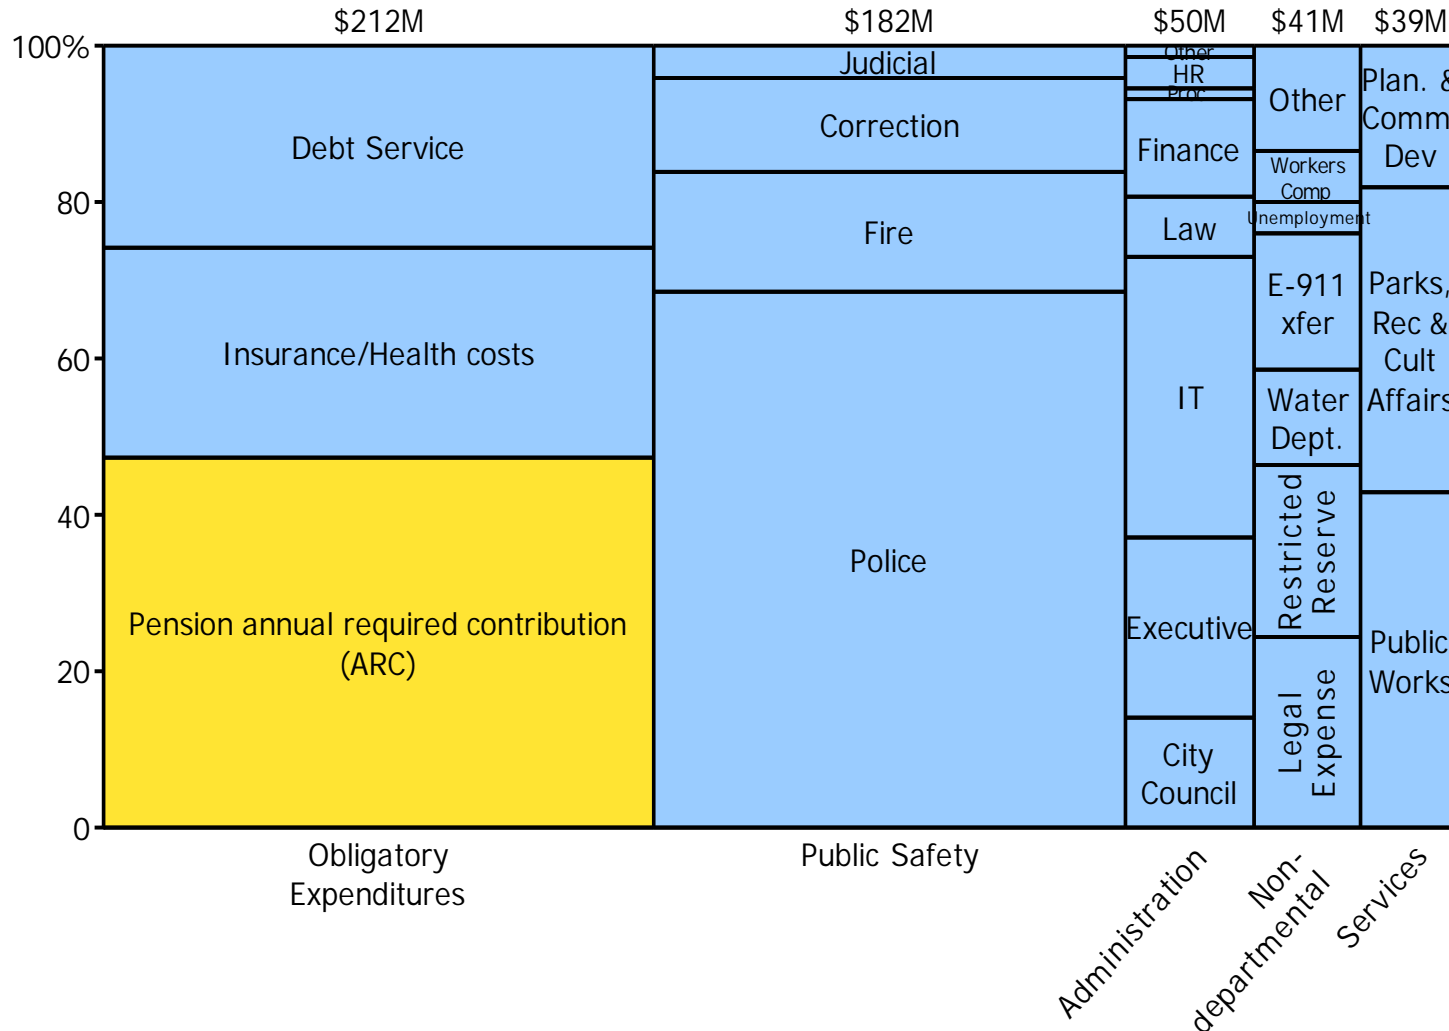 $212M $182M $50M $41M $39M
100%
80
60
40
20
0
Debt Service
Insurance/Health costs
Pension annual required contribution
(ARC)
Judicial
Correction
Fire
Police
Other
HR
Proc.
Finance
Law
IT
Executive
City
Council
Other
Workers
Comp
Unemployment
E-911
xfer
Water
Dept.
Restricted
Reserve
Legal
Expense
Plan. &
Comm
Dev
Parks,
Rec &
Cult
Affairs
Public
Works
Obligatory
Expenditures
Public Safety
Administration
Non-
departmental
Services